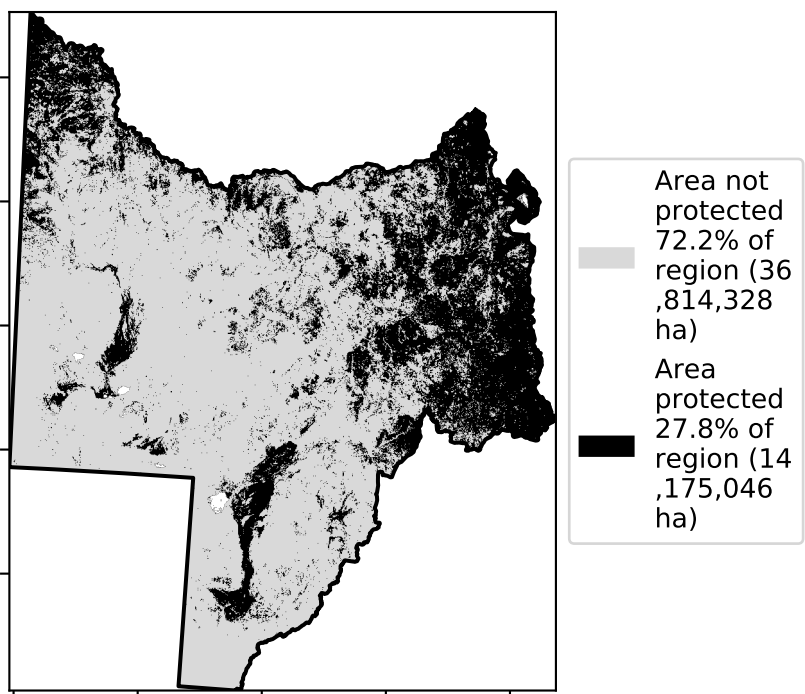 Area not
protected
72.2% of
region (36
,814,328
ha)
Area
protected
27.8% of
region (14
,175,046
ha)